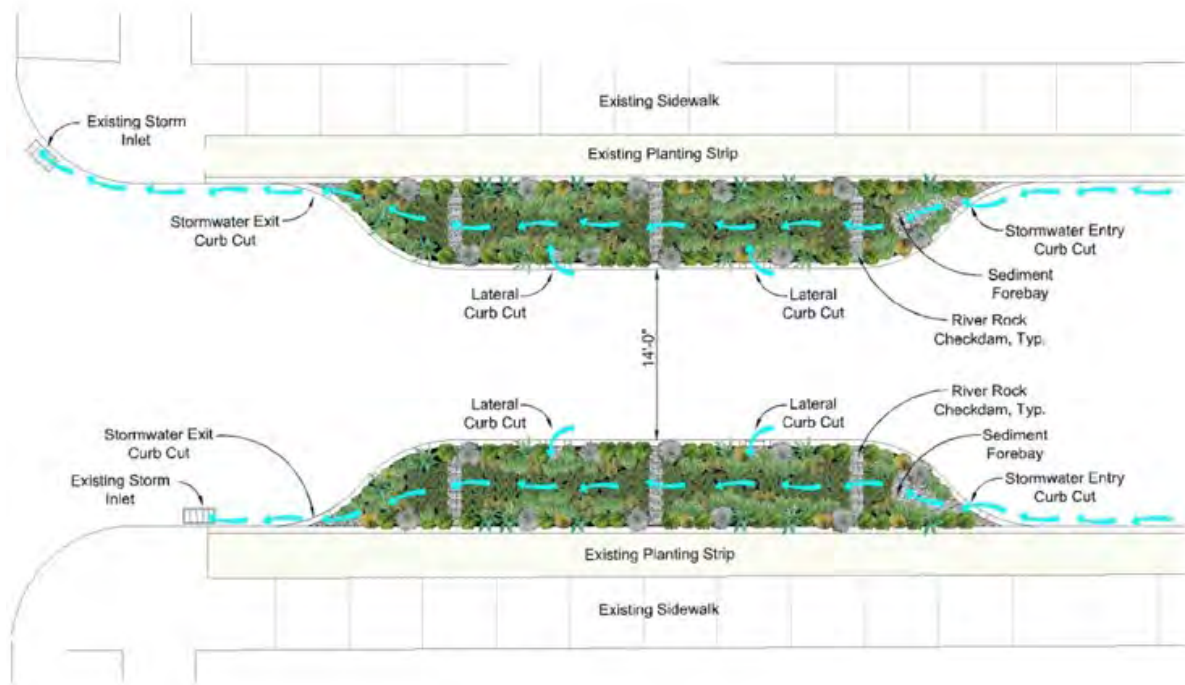 Existing Sidewalk
Existing Storm
Inlet
Existing Planting Strip
Stormwater Exit
Curb Cut
Stormwater Entry
Curb Cut
Lateral
Curb Cut
Lateral
Curb Cut
Sediment
Forebay
River Rock
Checkdam, Typ.
14'-0"
Lateral
Curb Cut
Lateral
Curb Cut
River Rock
Checkdam, Typ.
Stormwater Exit
Curb Cut
Sediment
Forebay
Existing Storm
Inlet
Stormwater Entry
Curb Cut
Existing Planting Strip
Existing Sidewalk